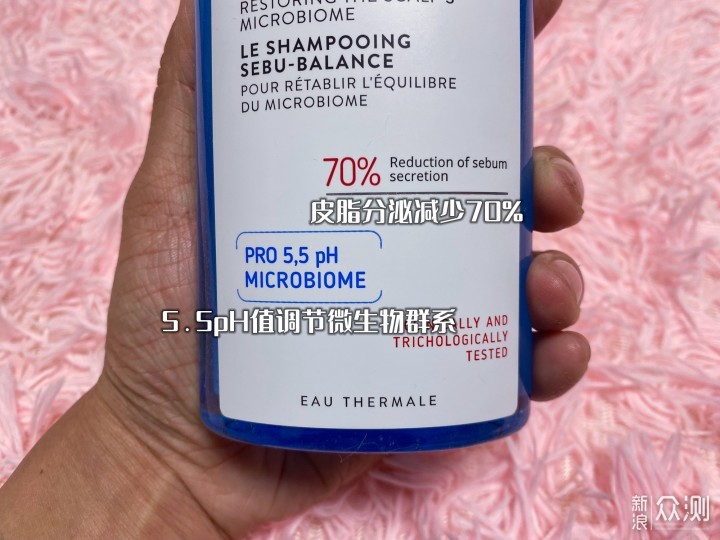 RESTORING THE SCALP'S
MICROBIOME
LE SHAMPOOING
SEBU-BALANCE
POUR RÉTABLIR L'ÉQUILIBRE
DU MICROBIOME
70% Reduction of sebum
secretion
皮脂分泌减少70%
PRO 5,5 pH
MICROBIOME
5.5pH值调节微生物群系
OLLY AND
TRICHOLOGICALLY
TESTED
EAU THERMALE
新浪众测